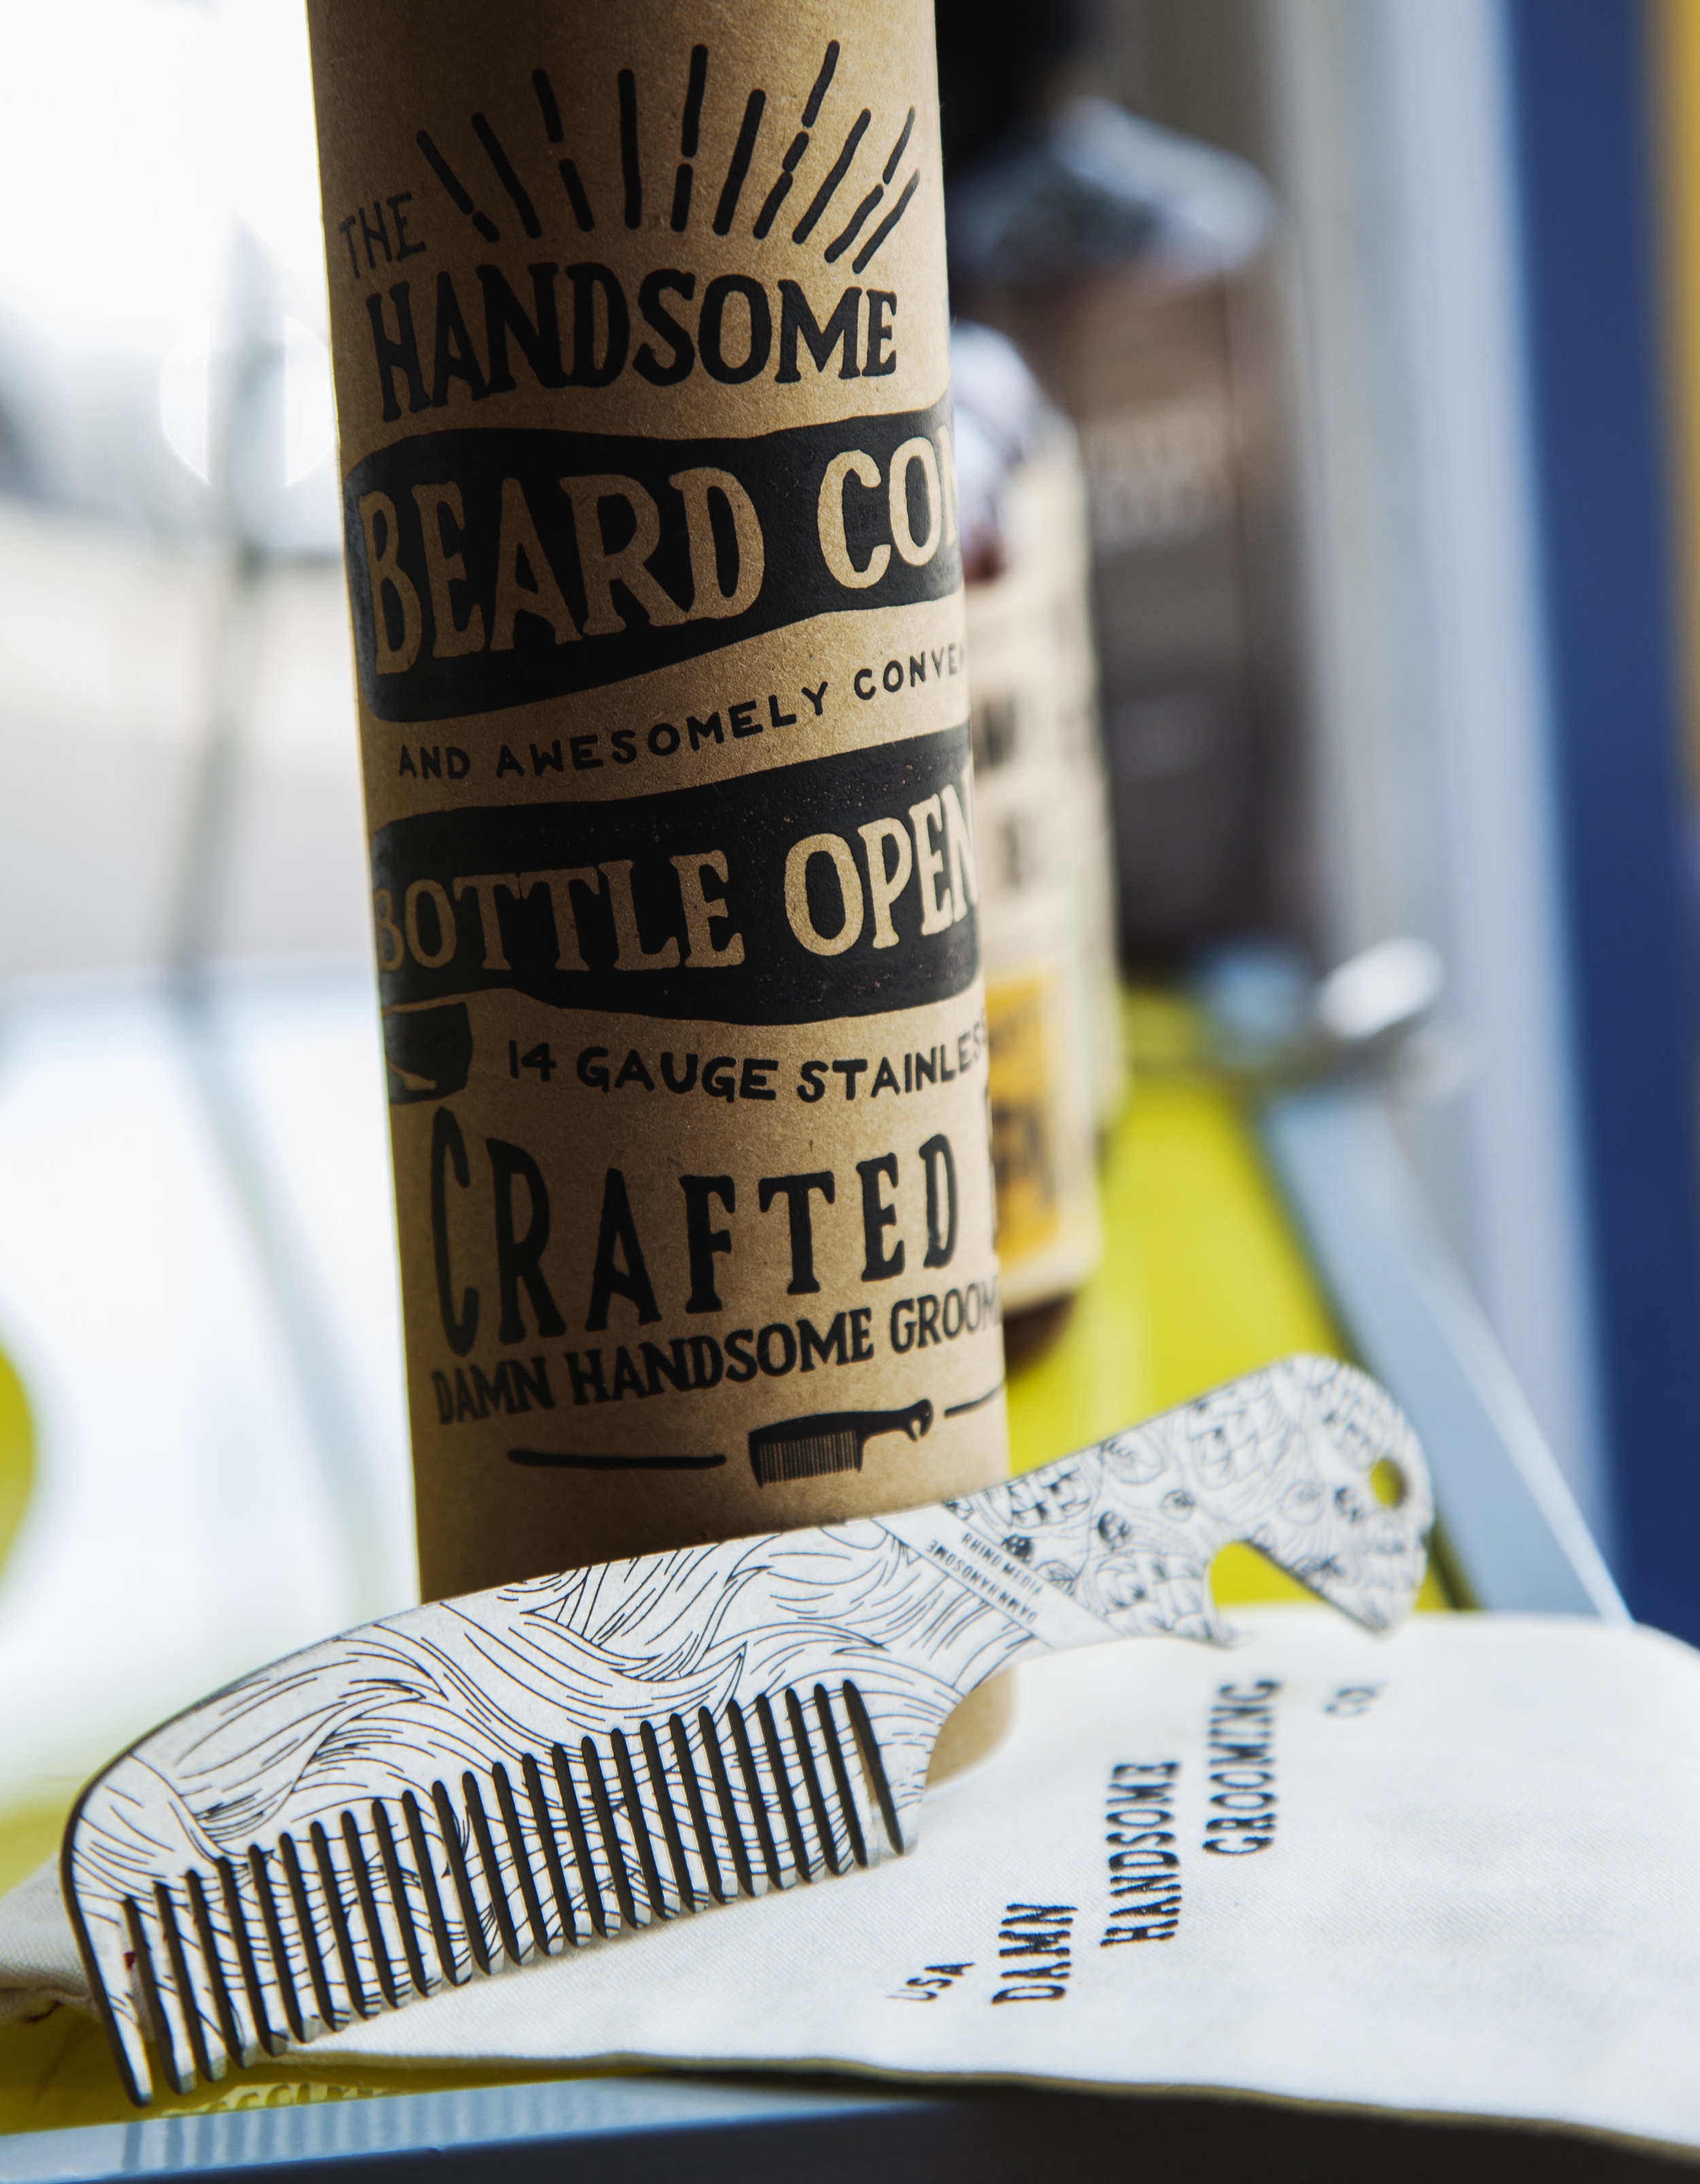 THE
HANDSOME
BEARD CO
AND AWESOMELY CONVE
BOTTLE OPEN
14 GAUGE STAINLES
CRAFTED
DAMN HANDSOME GROOM
RHINO MEDIA
DAMN HANDSOME
USA
DAMN
HANDSOME
GROOMING
CO.